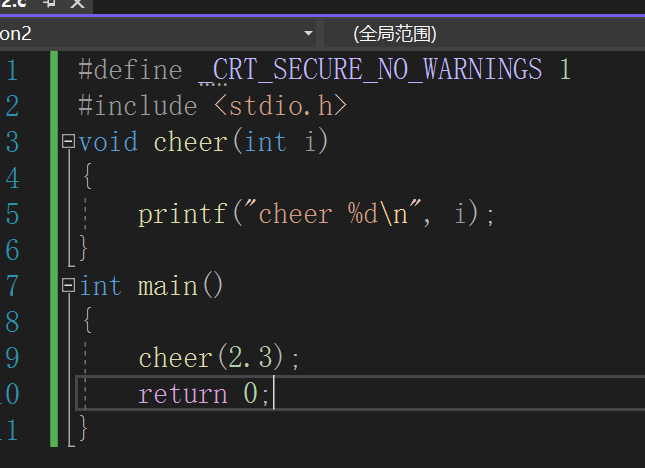 2.c
on2
(全局范围)
1 #define _CRT_SECURE_NO_WARNINGS 1
2 #include <stdio.h>
3 void cheer(int i)
4 {
5 printf("cheer %d\n", i);
6 }
7 int main()
8 {
9 cheer(2.3);
0 return 0;
1 }